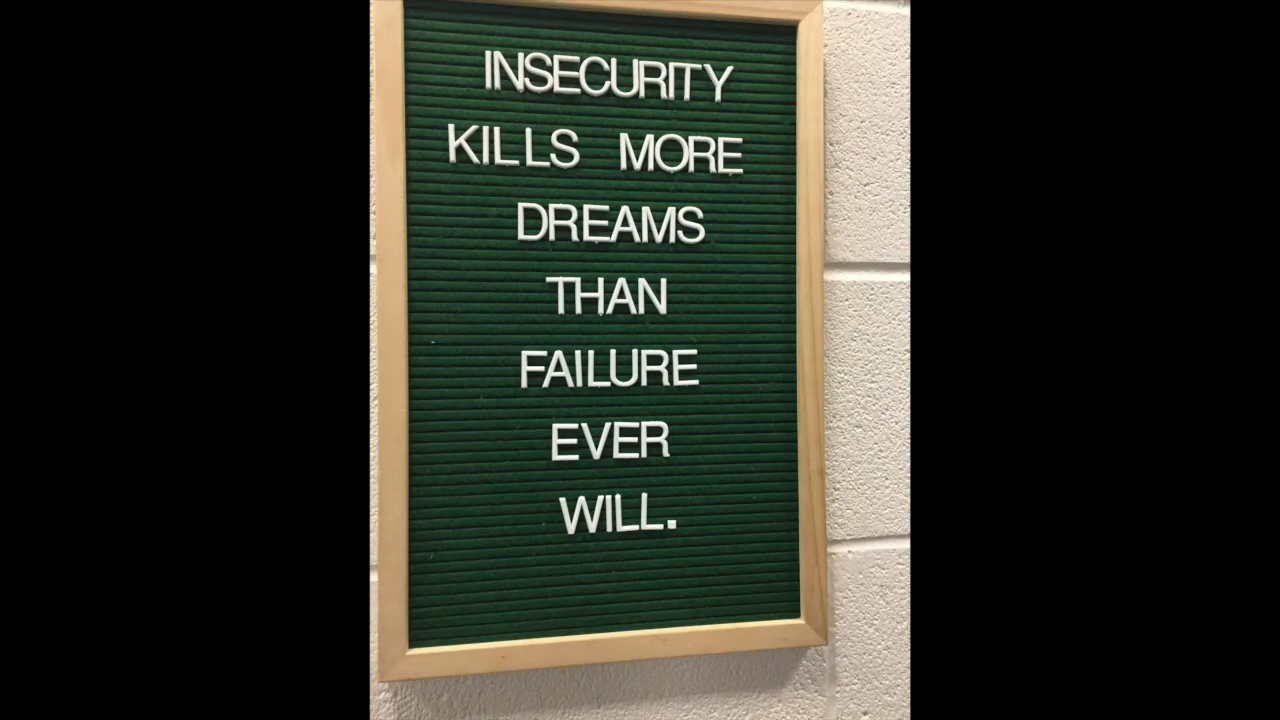 INSECURITY
KILLS MORE
DREAMS
THAN
FAILURE
EVER
WILL.